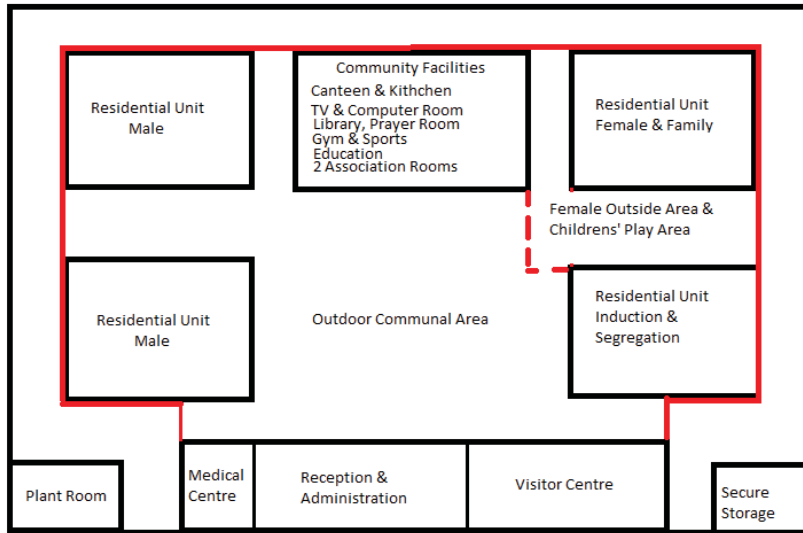 Residential Unit
Male
Community Facilities
Canteen & Kithchen
TV & Computer Room
Library, Prayer Room
Gym & Sports
Education
2 Association Rooms
Residential Unit
Female & Family
Female Outside Area &
Childrens' Play Area
Residential Unit
Male
Outdoor Communal Area
Residential Unit
Induction &
Segregation
Plant Room
Medical
Centre
Reception &
Administration
Visitor Centre
Secure
Storage